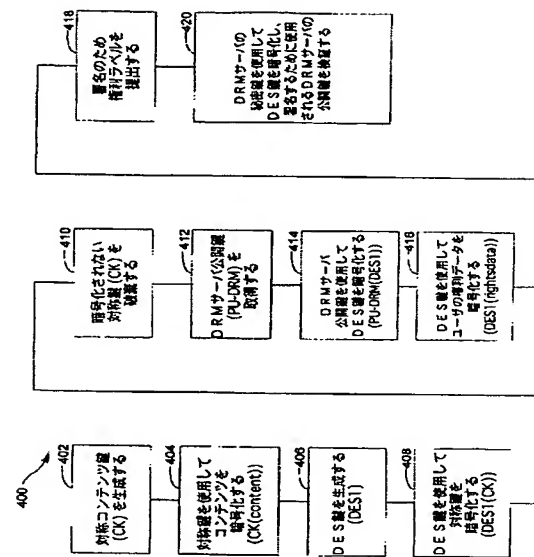 400
402
対称コンテンツ鍵
(CK)を生成する
404
対称鍵を使用して
コンテンツを
暗号化する
(CK(content))
406
DES鍵を生成する
(DES1)
408
DES鍵を使用して
対称鍵を
暗号化する
(DES1(CK))
410
暗号化されない
対称鍵(CK)を
破棄する
412
DRMサーバ公開鍵
(PU-DRM)を
取得する
414
DRMサーバ
公開鍵を使用して
DES鍵を暗号化する
(PU-DRM(DES1))
416
DES鍵を使用して
ユーザの権利データを
暗号化する
(DES1(rightsdata))
418
署名のため
権利ラベルを
提出する
420
DRMサーバの
秘密鍵を使用して
DES鍵を暗号化し、
署名するために使用
されるDRMサーバの
公開鍵を検証する